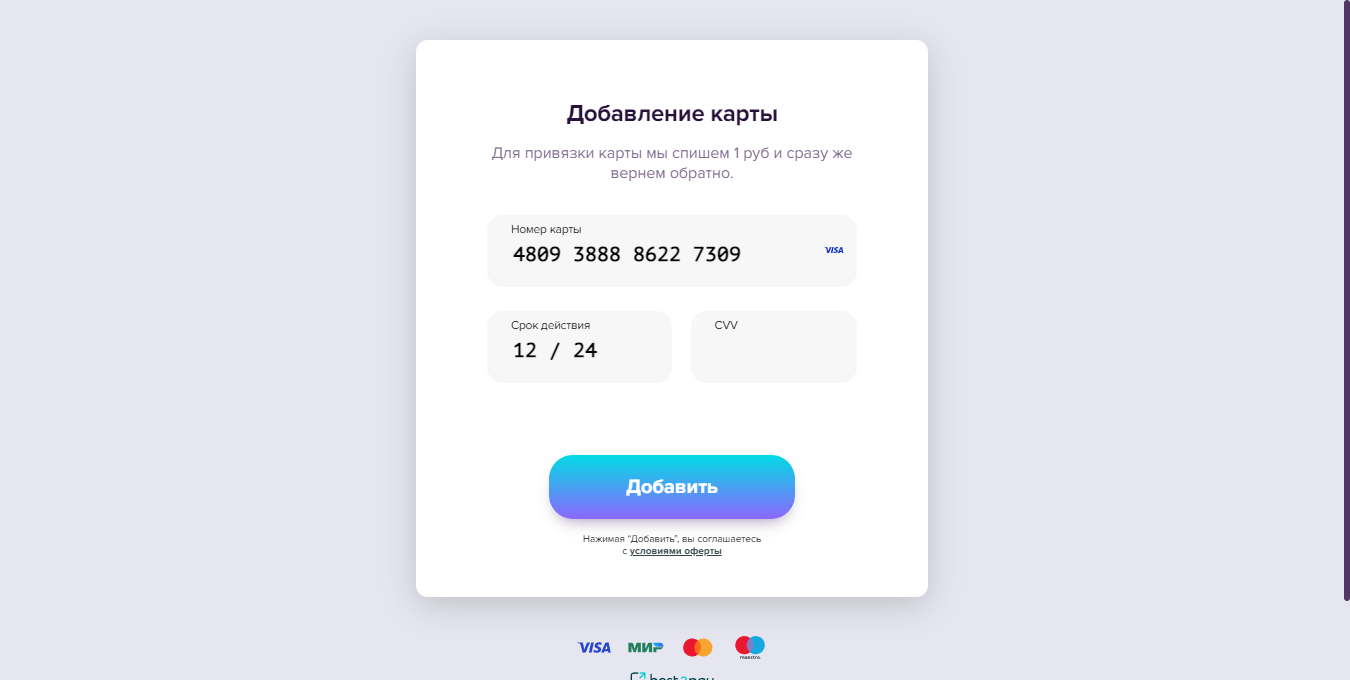 Добавление карты
Для привязки карты мы спишем 1 руб и сразу же
вернем обратно.
Номер карты
4809 3888 8622 7309
VISA
Срок действия
12 / 24
CVV
Добавить
Нажимая "Добавить", вы соглашаетесь
с условиями оферты
VISA МИР maestro.
best2pay